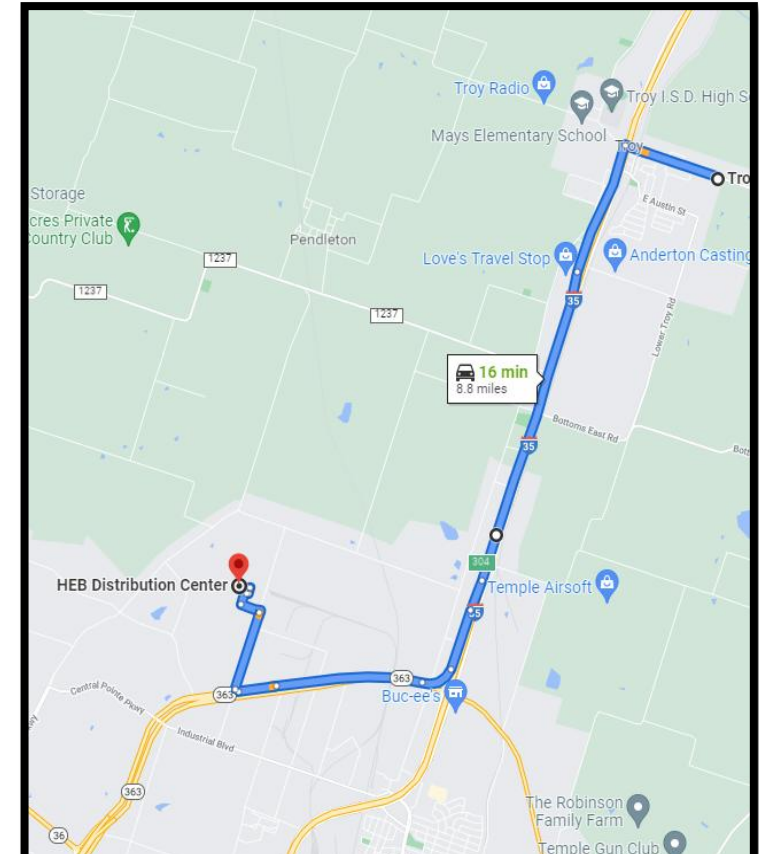 Troy Radio
Troy I.S.D. High S
Mays Elementary School
Troy
Tro
Storage
E Austin St
cres Private
Country Club
Pendleton
1237
Love's Travel Stop
Anderton Casting
1237
35
1237
Lower Troy Rd
16 min
8.8 miles
Bottoms East Rd
Bots
35
304
HEB Distribution Center
Temple Airsoft
35
363
363
Buc-ee's
Central Pointe Pkwy
Industrial Blvd
363
The Robinson
Family Farm
36
Temple Gun Club